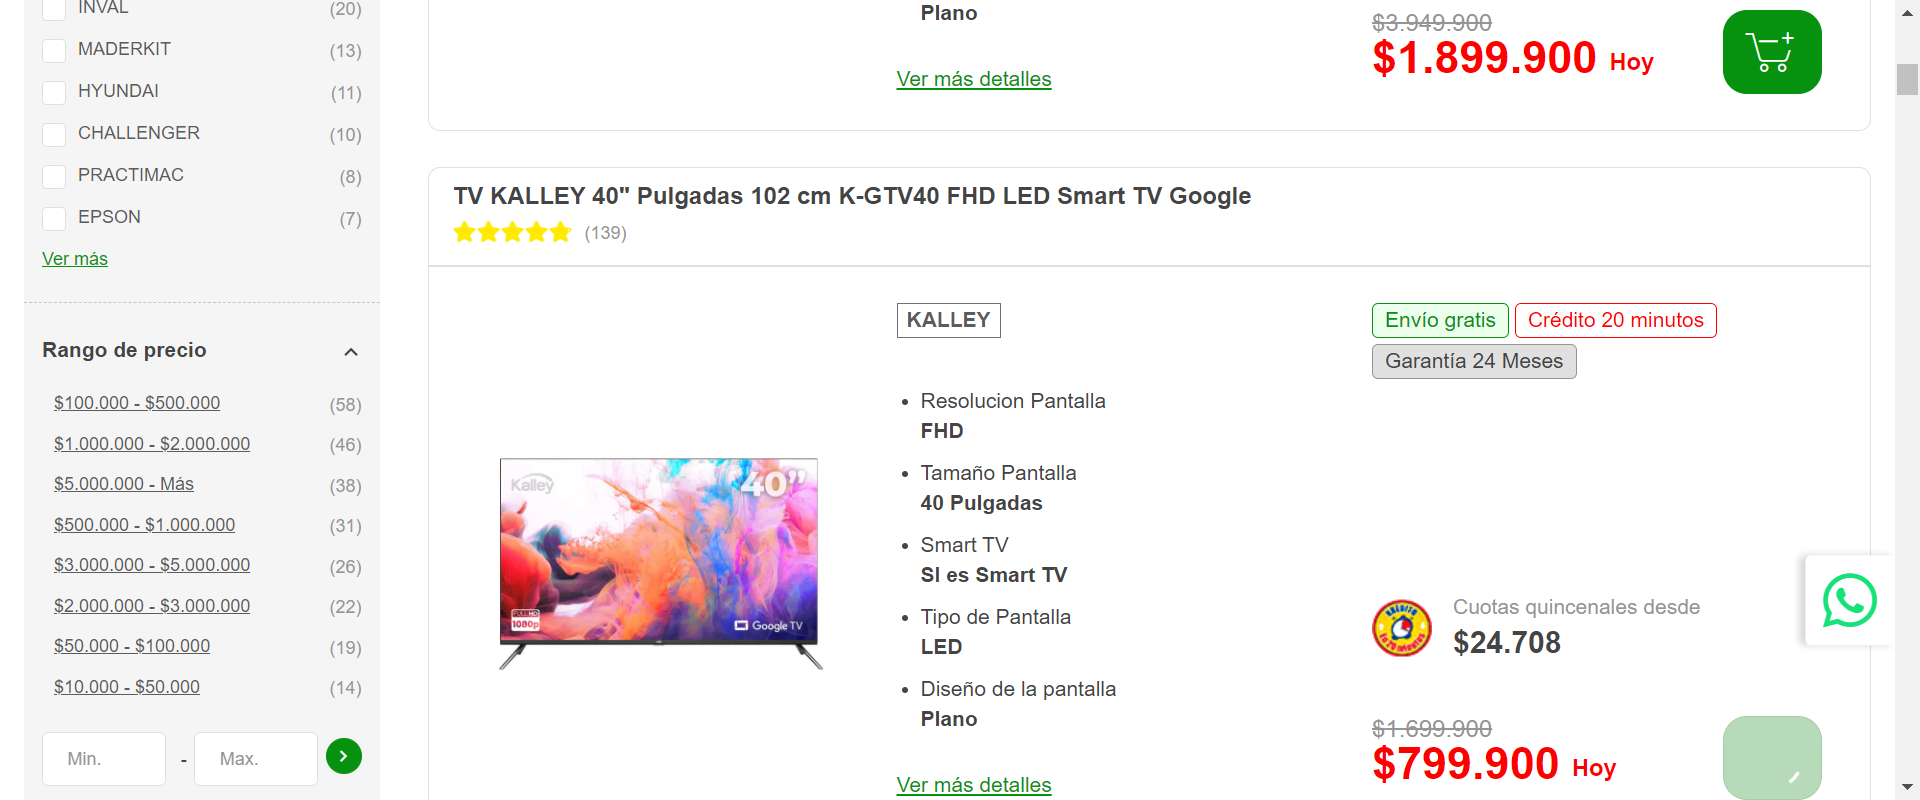 INVAL (20)
MADERKIT (13)
HYUNDAI (11)
CHALLENGER (10)
PRACTIMAC (8)
EPSON (7)
Ver más
Rango de precio
$100.000 - $500.000 (58)
$1.000.000 - $2.000.000 (46)
$5.000.000 - Más (38)
$500.000 - $1.000.000 (31)
$3.000.000 - $5.000.000 (26)
$2.000.000 - $3.000.000 (22)
$50.000 - $100.000 (19)
$10.000 - $50.000 (14)
Min. - Max.
Plano
Ver más detalles
$3.949.900
$1.899.900 Hoy
TV KALLEY 40" Pulgadas 102 cm K-GTV40 FHD LED Smart TV Google
(139)
Kalley
40”
FULL HD
1080p
Google TV
KALLEY
Resolucion Pantalla
FHD
Tamaño Pantalla
40 Pulgadas
Smart TV
SI es Smart TV
Tipo de Pantalla
LED
Diseño de la pantalla
Plano
Ver más detalles
Envío gratis
Crédito 20 minutos
Garantía 24 Meses
Cuotas quincenales desde
$24.708
$1.699.900
$799.900 Hoy